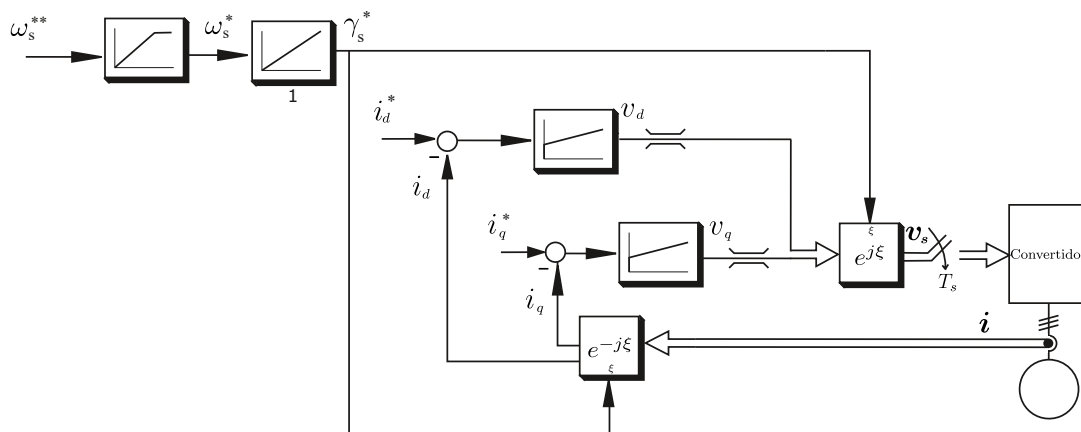 ω_s^{**}
ω_s^*
γ_s^*
1
i_d^*
v_d
-
i_d
i_q^*
v_q
-
i_q
ξ
e^{jξ}
v_s
T_s
Convertido
e^{-jξ}
ξ
i